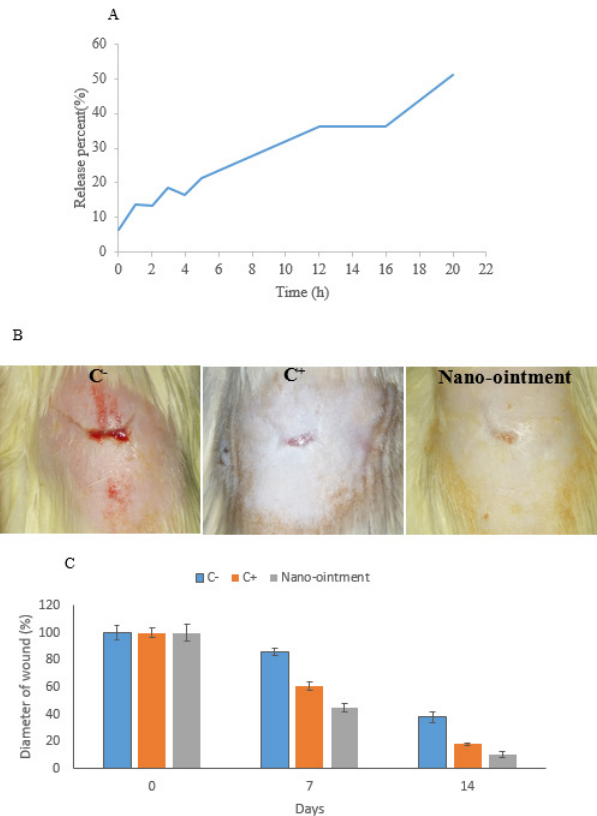 A
60
50
40
30
20
10
0
Release percent(%)
0 2 4 6 8 10 12 14 16 18 20 22
Time (h)
B
C- C+ Nano-ointment
C
C- C+ Nano-ointment
120
100
80
60
40
20
0
Diameter of wound (%)
0 7 14
Days